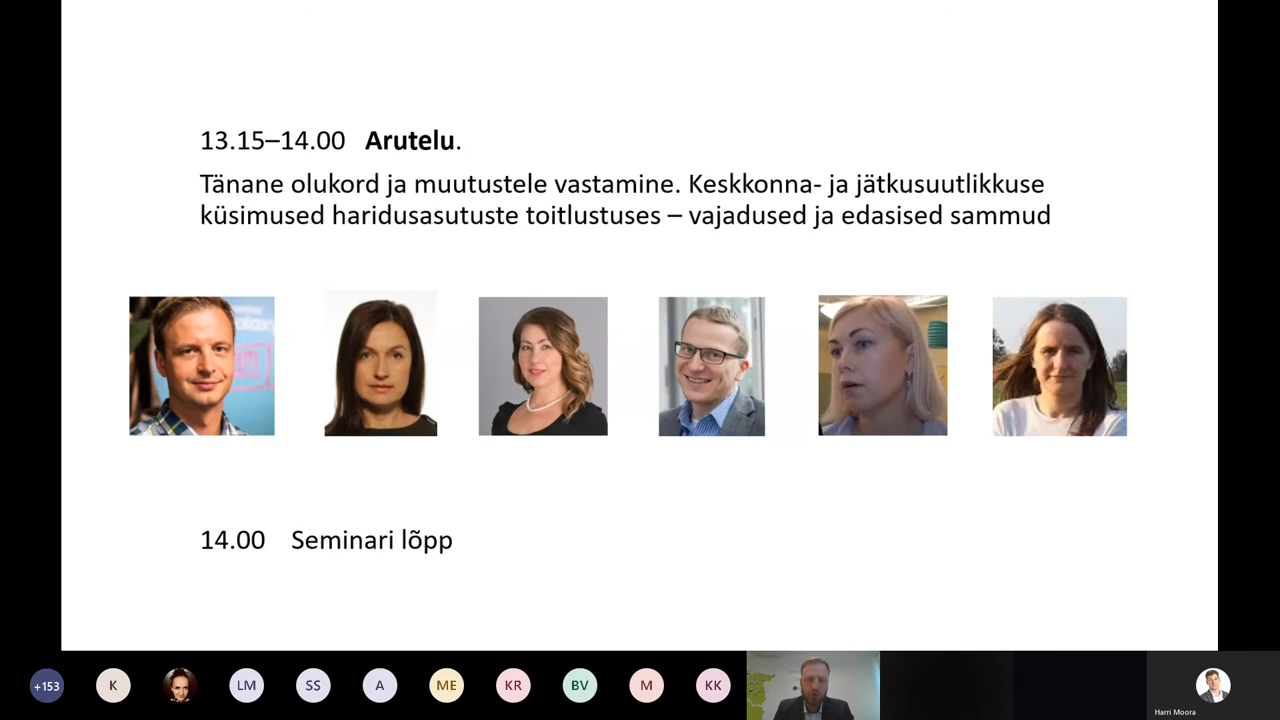 13.15–14.00 Arutelu.
Tänane olukord ja muutustele vastamine. Keskkonna- ja jätkusuutlikkuse
küsimused haridusasutuste toitlustuses – vajadused ja edasised sammud
14.00 Seminari lõpp
+153
K
LM
SS
A
ME
KR
BV
M
KK
Harri Moora